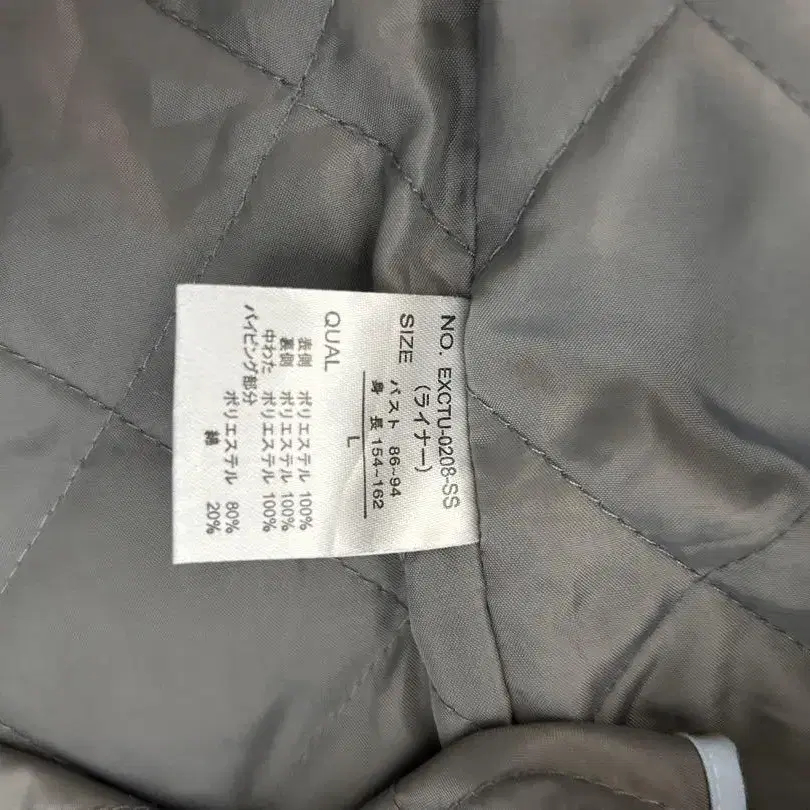 NO. EXCTU-0208-SS
(ライナー)
SIZE バスト 86~94
身 長 154~162
L
QUAL
表側 ポリエステル 100%
裏側 ポリエステル 100%
中わた ポリエステル 100%
パイピング部分 ポリエステル 80%
綿 20%